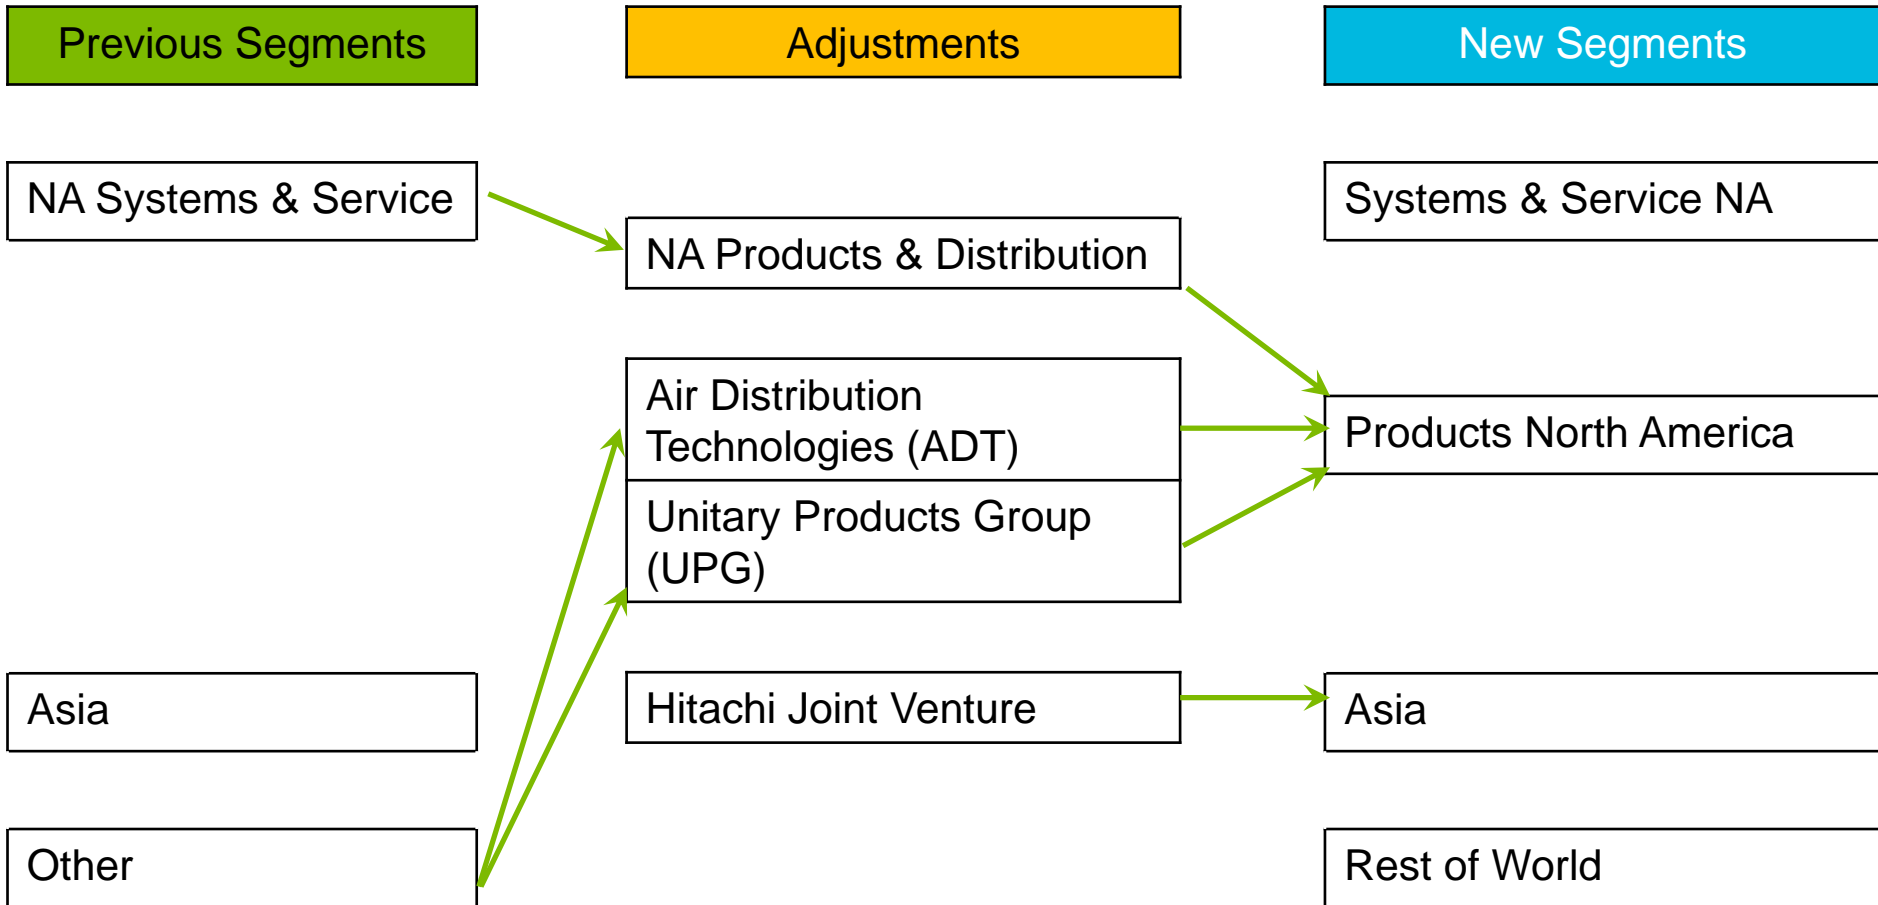 Previous Segments
Adjustments
New Segments
NA Systems & Service
Systems & Service NA
NA Products & Distribution
Air Distribution
Technologies (ADT)
Products North America
Unitary Products Group
(UPG)
Asia
Hitachi Joint Venture
Asia
Other
Rest of World